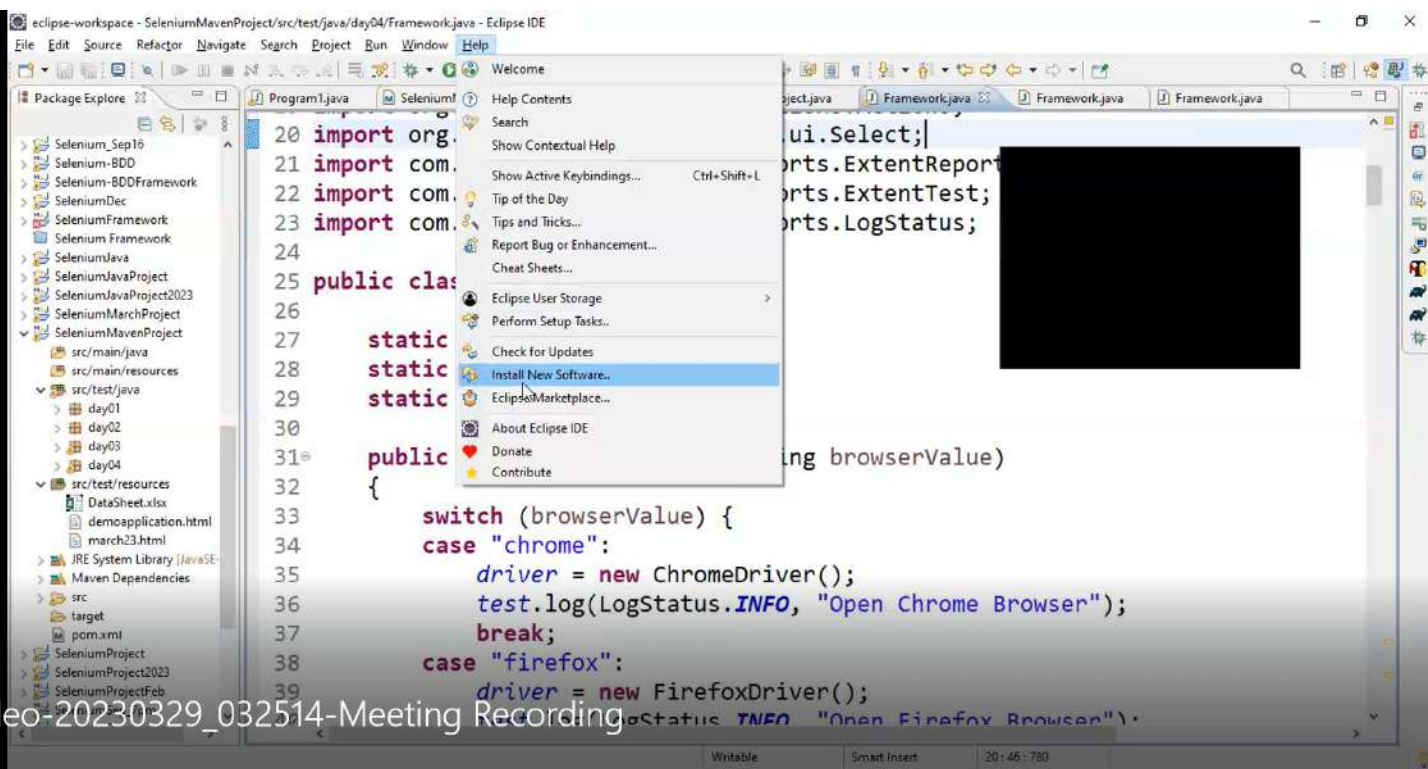 eclipse-workspace - SeleniumMavenProject/src/test/java/day04/Framework.java - Eclipse IDE
File Edit Source Refactor Navigate Search Project Run Window Help
Package Explore
Program1.java
Framework.java
Framework.java
Framework.java
Selenium_Sep16
Selenium-BDD
Selenium-BDDFramework
SeleniumDec
SeleniumFramework
Selenium Framework
SeleniumJava
SeleniumJavaProject
SeleniumJavaProject2023
SeleniumMarchProject
SeleniumMavenProject
src/main/java
src/main/resources
src/test/java
day01
day02
day03
day04
src/test/resources
DataSheet.xlsx
demoapplication.html
march23.html
JRE System Library [JavaSE-
Maven Dependencies
src
target
pom.xml
SeleniumProject
SeleniumProject2023
SeleniumProjectFeb
Welcome
Help Contents
Search
Show Contextual Help
Show Active Keybindings... Ctrl+Shift+L
Tip of the Day
Tips and Tricks...
Report Bug or Enhancement...
Cheat Sheets...
Eclipse User Storage
Perform Setup Tasks..
Check for Updates
Install New Software..
Eclipse Marketplace...
About Eclipse IDE
Donate
Contribute
20 import org. .ui.Select;
21 import com. orts.ExtentReport
22 import com. orts.ExtentTest;
23 import com. orts.LogStatus;
24
25 public clas
26
27 static
28 static
29 static
30
31 public ing browserValue)
32 {
33 switch (browserValue) {
34 case "chrome":
35 driver = new ChromeDriver();
36 test.log(LogStatus.INFO, "Open Chrome Browser");
37 break;
38 case "firefox":
39 driver = new FirefoxDriver();
LogStatus.INFO "Open Firefox Browser");
eo-20230329_032514-Meeting Recording
Writable Smart Insert 20:46:780